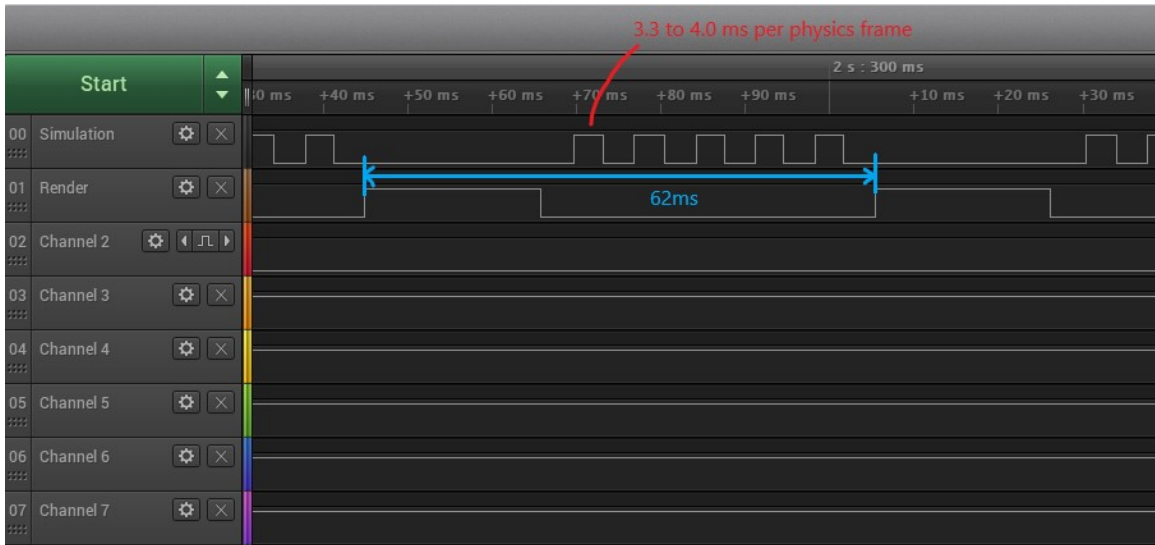 3.3 to 4.0 ms per physics frame
Start
2 s : 300 ms
30 ms +40 ms +50 ms +60 ms +70 ms +80 ms +90 ms +10 ms +20 ms +30 ms
00 Simulation
01 Render
62ms
02 Channel 2
03 Channel 3
04 Channel 4
05 Channel 5
06 Channel 6
07 Channel 7